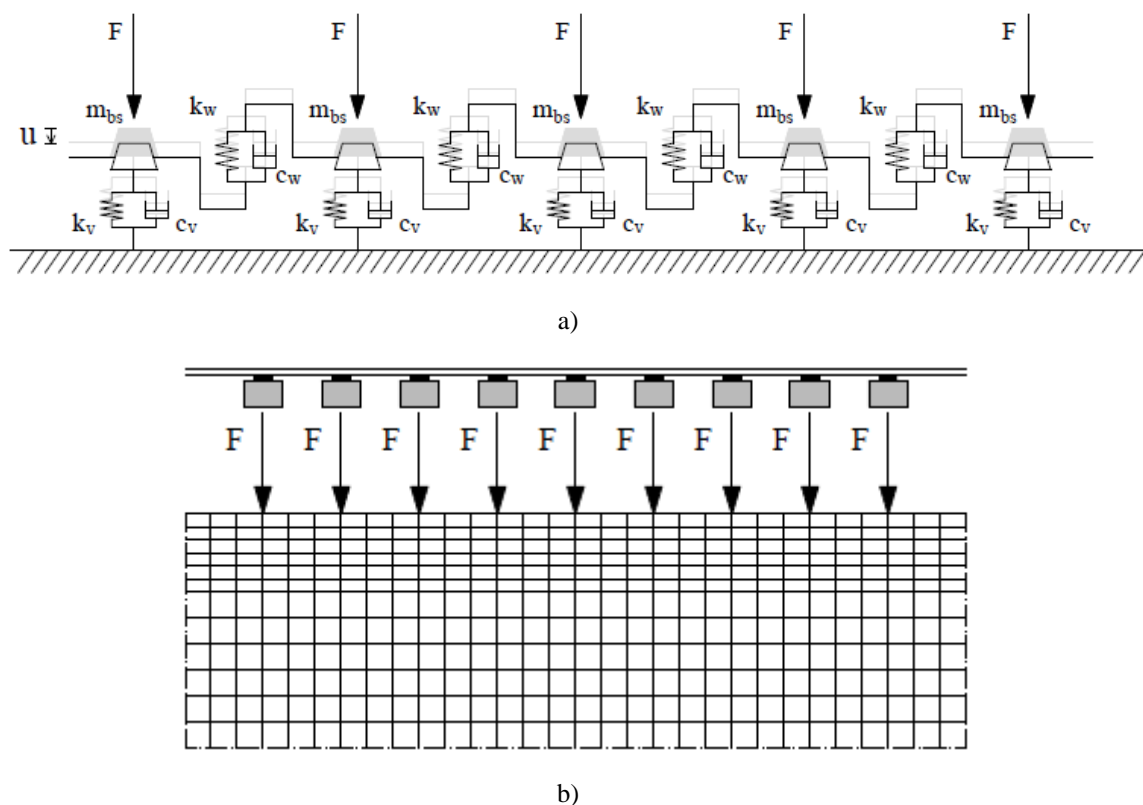 F F F F F
m_bs k_w m_bs k_w m_bs k_w m_bs k_w m_bs
u
c_w c_w c_w c_w
k_v c_v k_v c_v k_v c_v k_v c_v k_v c_v
a)
F F F F F F F F F
b)